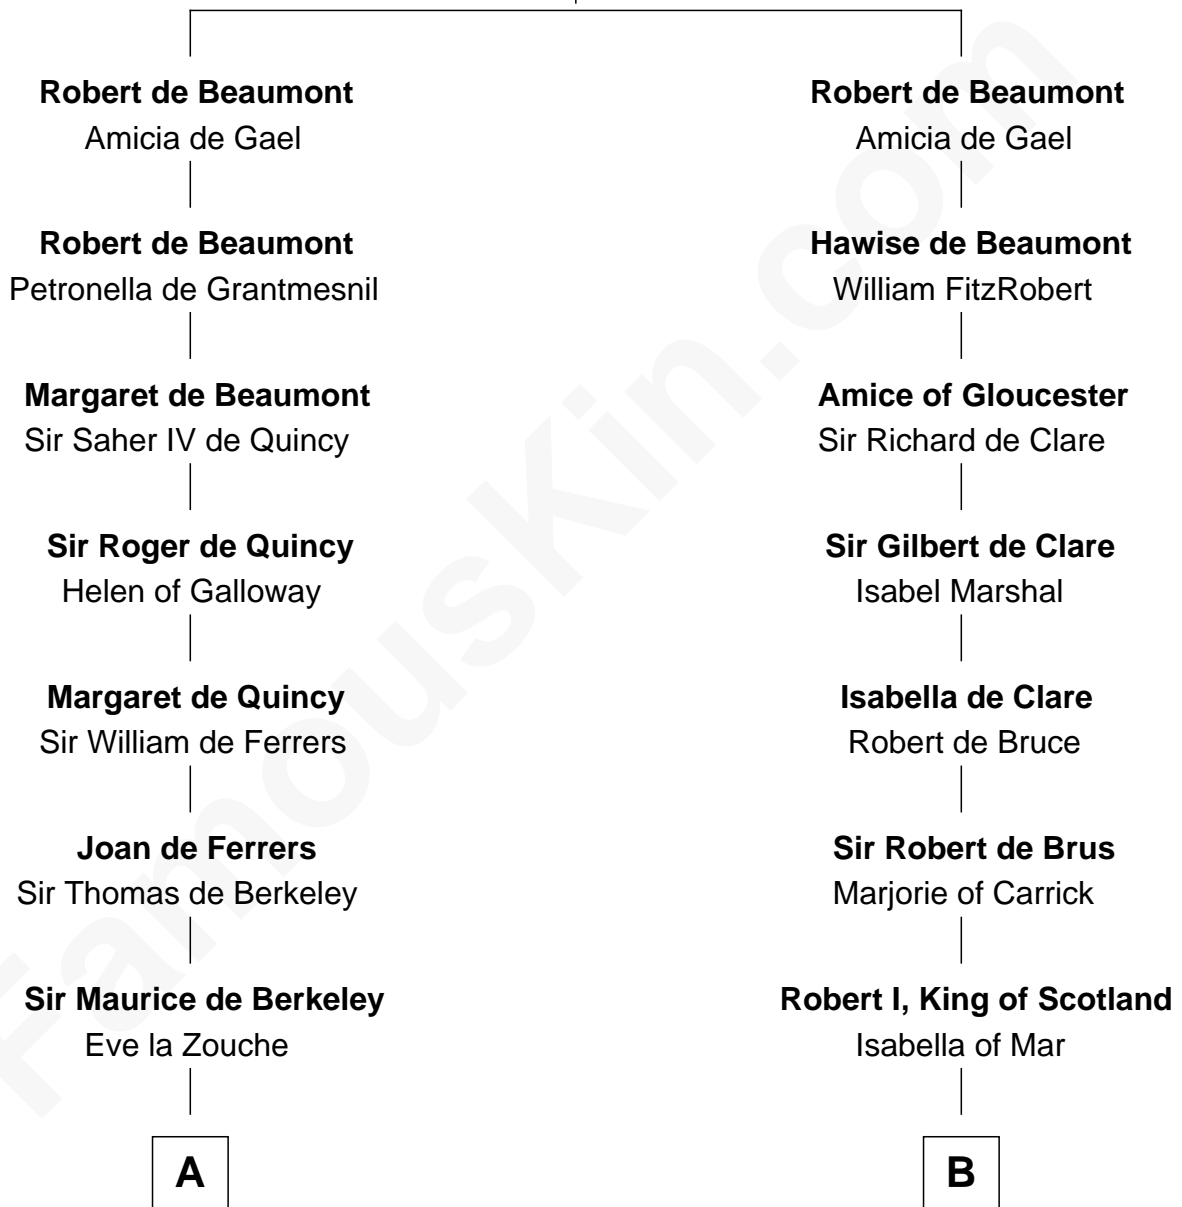 Robert de Beaumont
Amicia de Gael
Robert de Beaumont
Petronella de Grantmesnil
Margaret de Beaumont
Sir Saher IV de Quincy
Sir Roger de Quincy
Helen of Galloway
Margaret de Quincy
Sir William de Ferrers
Joan de Ferrers
Sir Thomas de Berkeley
Sir Maurice de Berkeley
Eve la Zouche
A
Robert de Beaumont
Amicia de Gael
Hawise de Beaumont
William FitzRobert
Amice of Gloucester
Sir Richard de Clare
Sir Gilbert de Clare
Isabel Marshal
Isabella de Clare
Robert de Bruce
Sir Robert de Brus
Marjorie of Carrick
Robert I, King of Scotland
Isabella of Mar
B
FamousKin.com